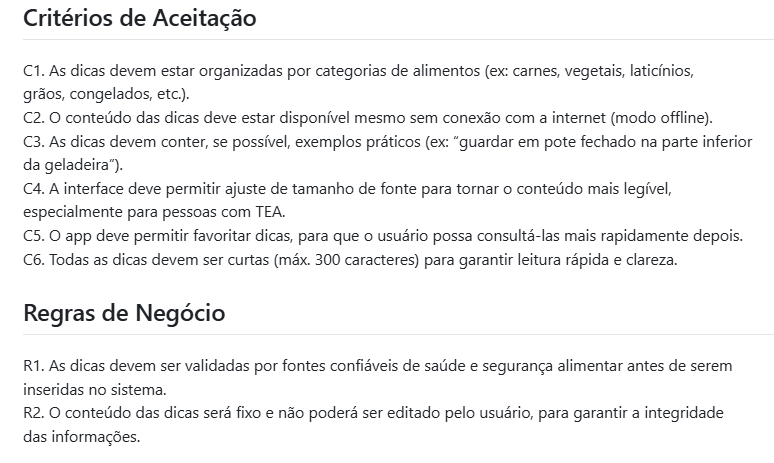 Critérios de Aceitação
C1. As dicas devem estar organizadas por categorias de alimentos (ex: carnes, vegetais, laticínios,
grãos, congelados, etc.).
C2. O conteúdo das dicas deve estar disponível mesmo sem conexão com a internet (modo offline).
C3. As dicas devem conter, se possível, exemplos práticos (ex: “guardar em pote fechado na parte inferior
da geladeira”).
C4. A interface deve permitir ajuste de tamanho de fonte para tornar o conteúdo mais legível,
especialmente para pessoas com TEA.
C5. O app deve permitir favoritar dicas, para que o usuário possa consultá-las mais rapidamente depois.
C6. Todas as dicas devem ser curtas (máx. 300 caracteres) para garantir leitura rápida e clareza.
Regras de Negócio
R1. As dicas devem ser validadas por fontes confiáveis de saúde e segurança alimentar antes de serem
inseridas no sistema.
R2. O conteúdo das dicas será fixo e não poderá ser editado pelo usuário, para garantir a integridade
das informações.